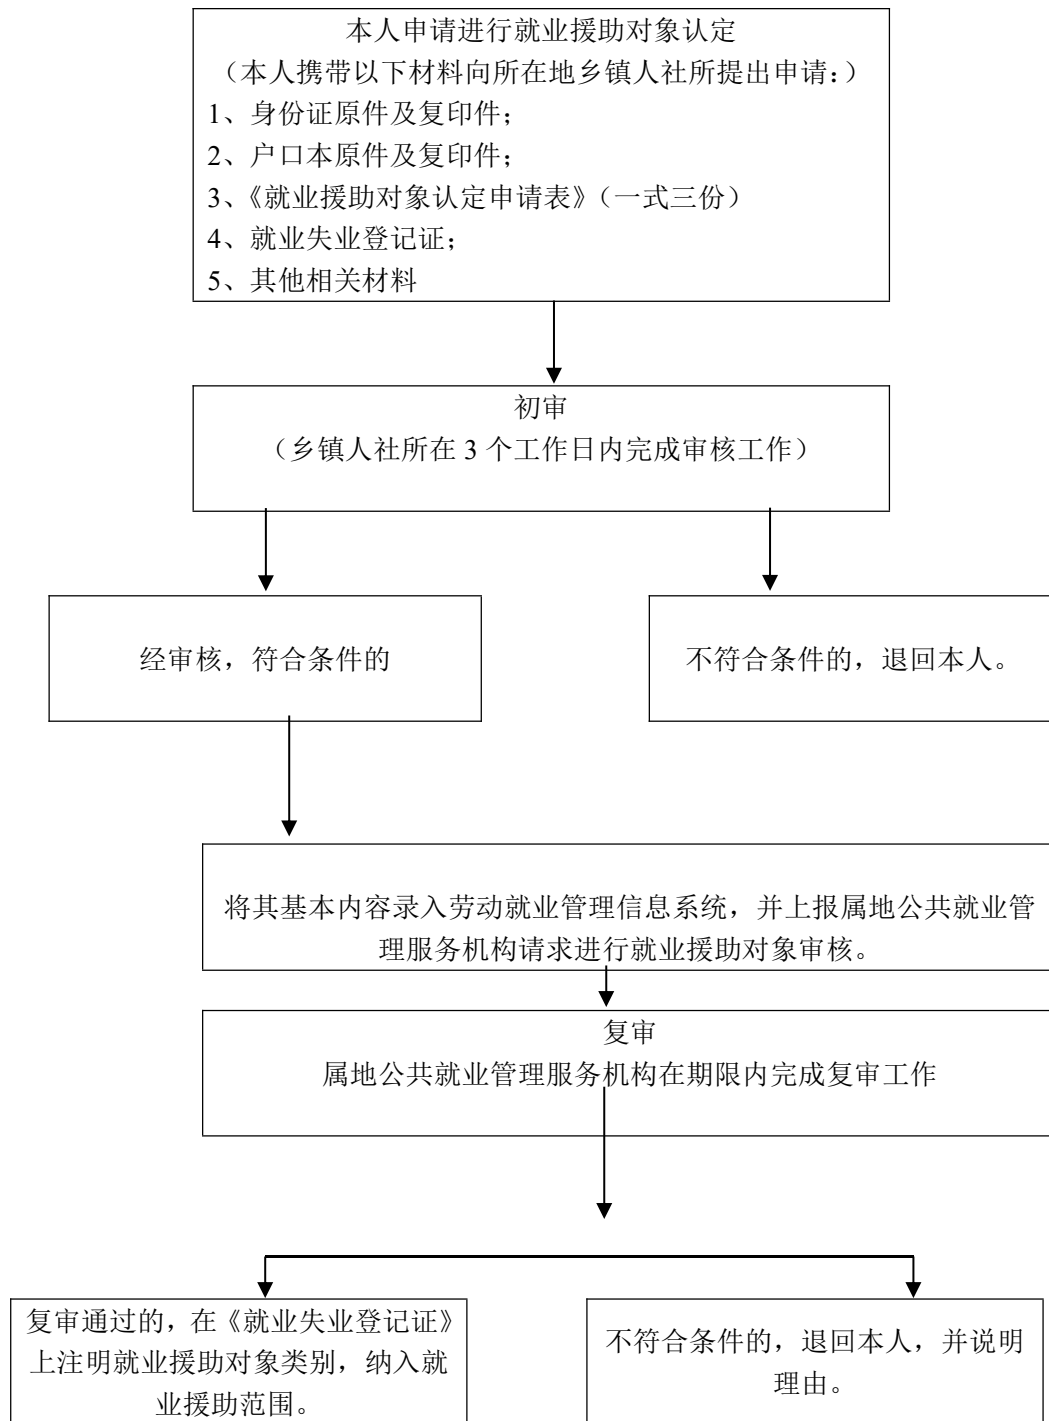 本人申请进行就业援助对象认定
（本人携带以下材料向所在地乡镇人社所提出申请：）
1、身份证原件及复印件；
2、户口本原件及复印件；
3、《就业援助对象认定申请表》（一式三份）
4、就业失业登记证；
5、其他相关材料
初审
（乡镇人社所在 3 个工作日内完成审核工作）
经审核，符合条件的
不符合条件的，退回本人。
将其基本内容录入劳动就业管理信息系统，并上报属地公共就业管
理服务机构请求进行就业援助对象审核。
复审
属地公共就业管理服务机构在期限内完成复审工作
复审通过的，在《就业失业登记证》
上注明就业援助对象类别，纳入就
业援助范围。
不符合条件的，退回本人，并说明
理由。